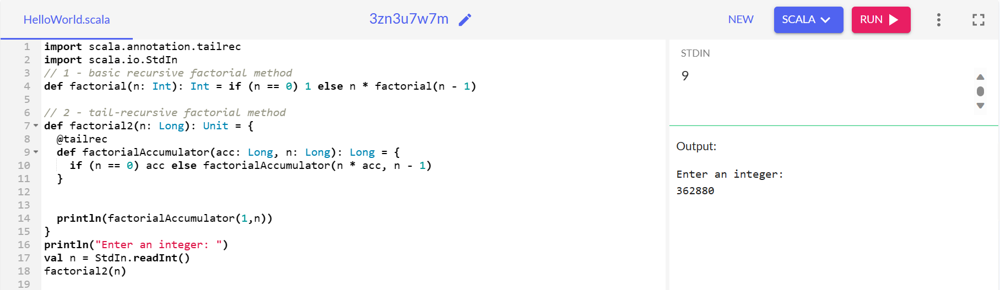 HelloWorld.scala
3zn3u7w7m
NEW
SCALA
RUN
1 import scala.annotation.tailrec
2 import scala.io.StdIn
3 // 1 - basic recursive factorial method
4 def factorial(n: Int): Int = if (n == 0) 1 else n * factorial(n - 1)
5
6 // 2 - tail-recursive factorial method
7 def factorial2(n: Long): Unit = {
8   @tailrec
9   def factorialAccumulator(acc: Long, n: Long): Long = {
10     if (n == 0) acc else factorialAccumulator(n * acc, n - 1)
11   }
12
13
14   println(factorialAccumulator(1,n))
15 }
16 println("Enter an integer: ")
17 val n = StdIn.readInt()
18 factorial2(n)
19
STDIN
9
Output:
Enter an integer:
362880